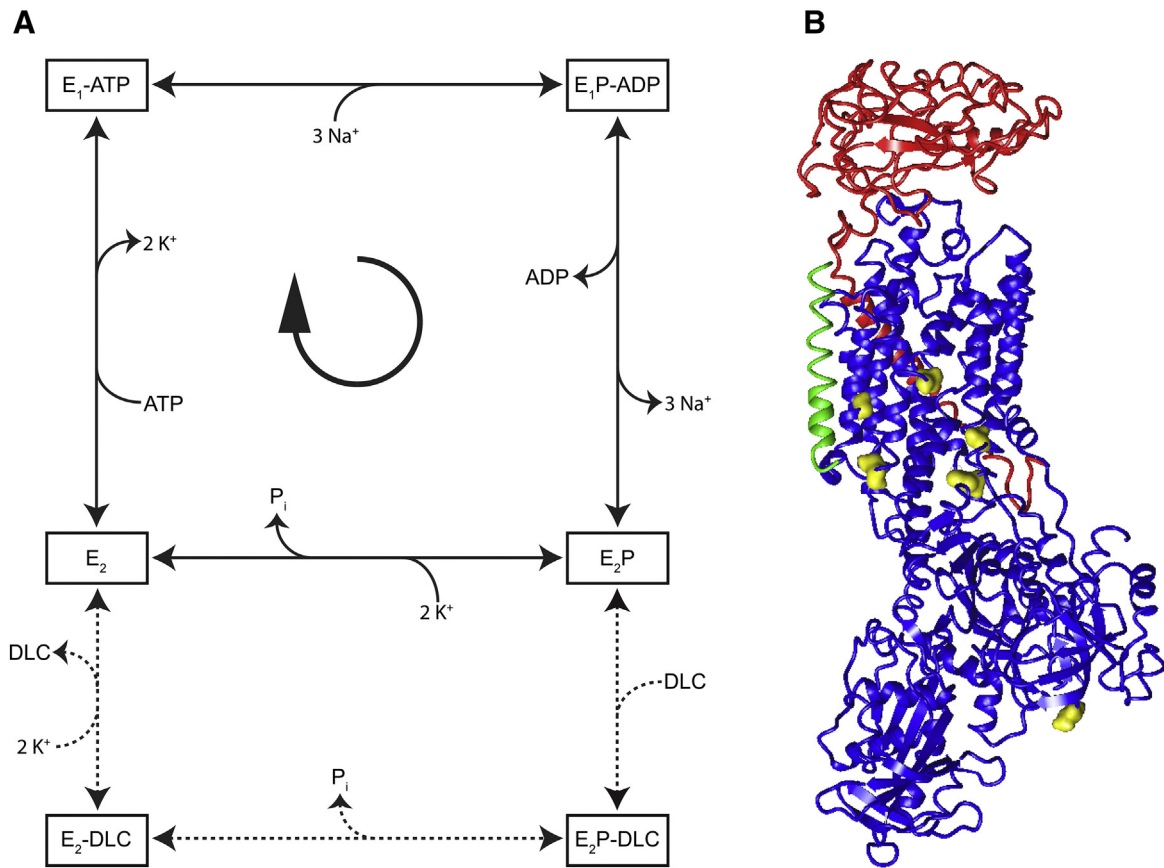 A
B
E₁-ATP
E₁P-ADP
3 Na⁺
2 K⁺
ADP
ATP
3 Na⁺
Pᵢ
E₂
E₂P
2 K⁺
DLC
DLC
2 K⁺
Pᵢ
E₂-DLC
E₂P-DLC